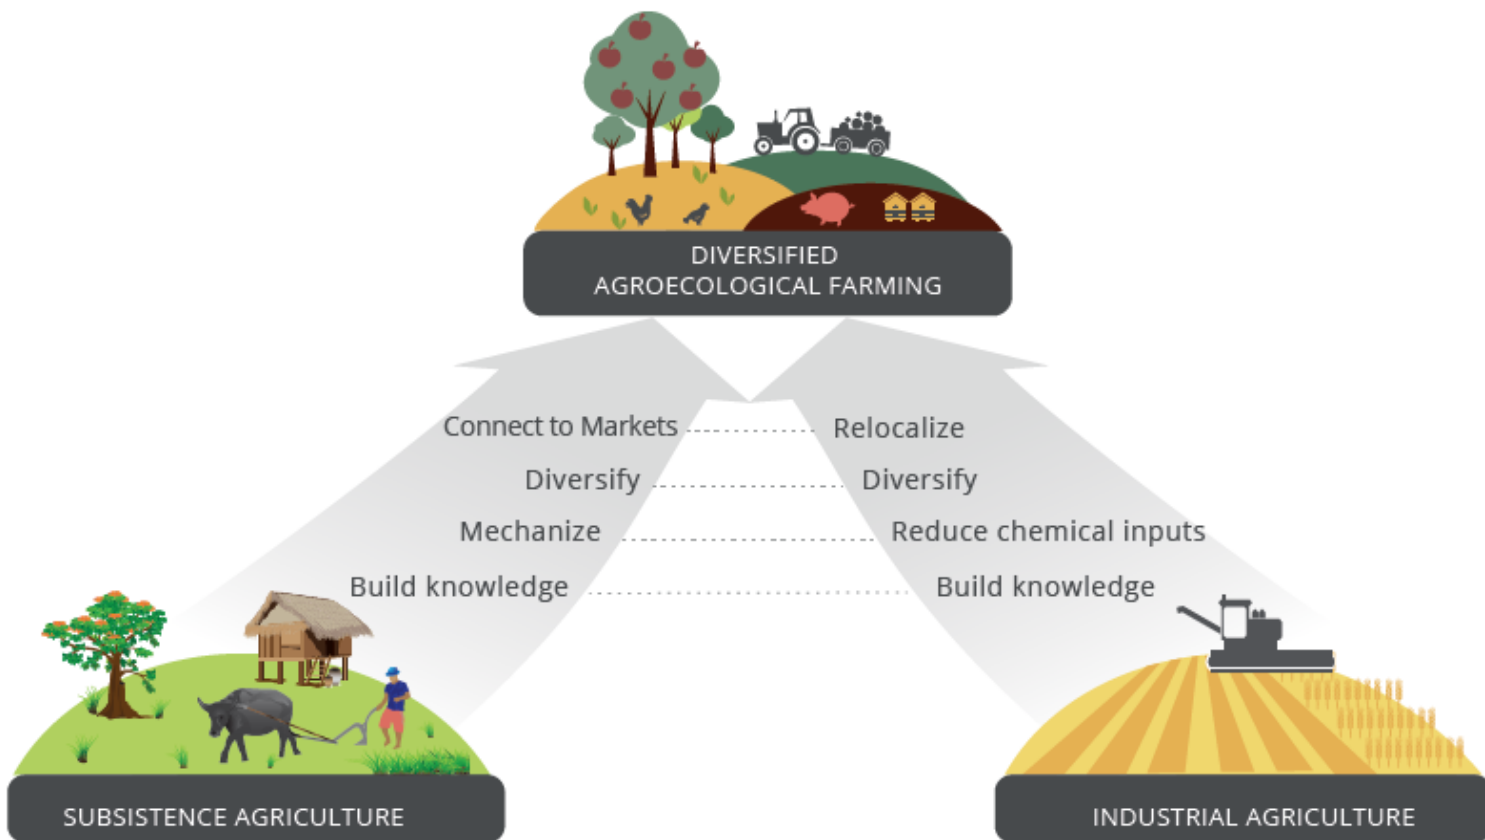 DIVERSIFIED
AGROECOLOGICAL FARMING
Connect to Markets
Relocalize
Diversify
Diversify
Mechanize
Reduce chemical inputs
Build knowledge
Build knowledge
SUBSISTENCE AGRICULTURE
INDUSTRIAL AGRICULTURE